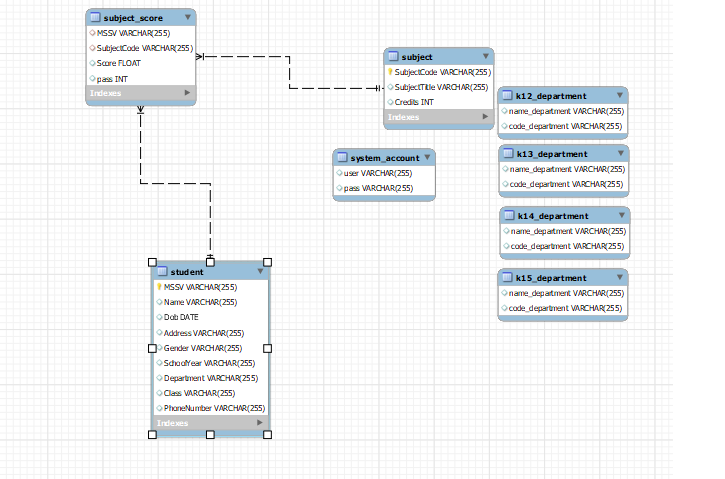 subject_score
MSSV VARCHAR(255)
SubjectCode VARCHAR(255)
Score FLOAT
pass INT
Indexes
subject
SubjectCode VARCHAR(255)
SubjectTitle VARCHAR(255)
Credits INT
Indexes
k12_department
name_department VARCHAR(255)
code_department VARCHAR(255)
system_account
user VARCHAR(255)
pass VARCHAR(255)
k13_department
name_department VARCHAR(255)
code_department VARCHAR(255)
k14_department
name_department VARCHAR(255)
code_department VARCHAR(255)
k15_department
name_department VARCHAR(255)
code_department VARCHAR(255)
student
MSSV VARCHAR(255)
Name VARCHAR(255)
Dob DATE
Address VARCHAR(255)
Gender VARCHAR(255)
SchoolYear VARCHAR(255)
Department VARCHAR(255)
Class VARCHAR(255)
PhoneNumber VARCHAR(255)
Indexes